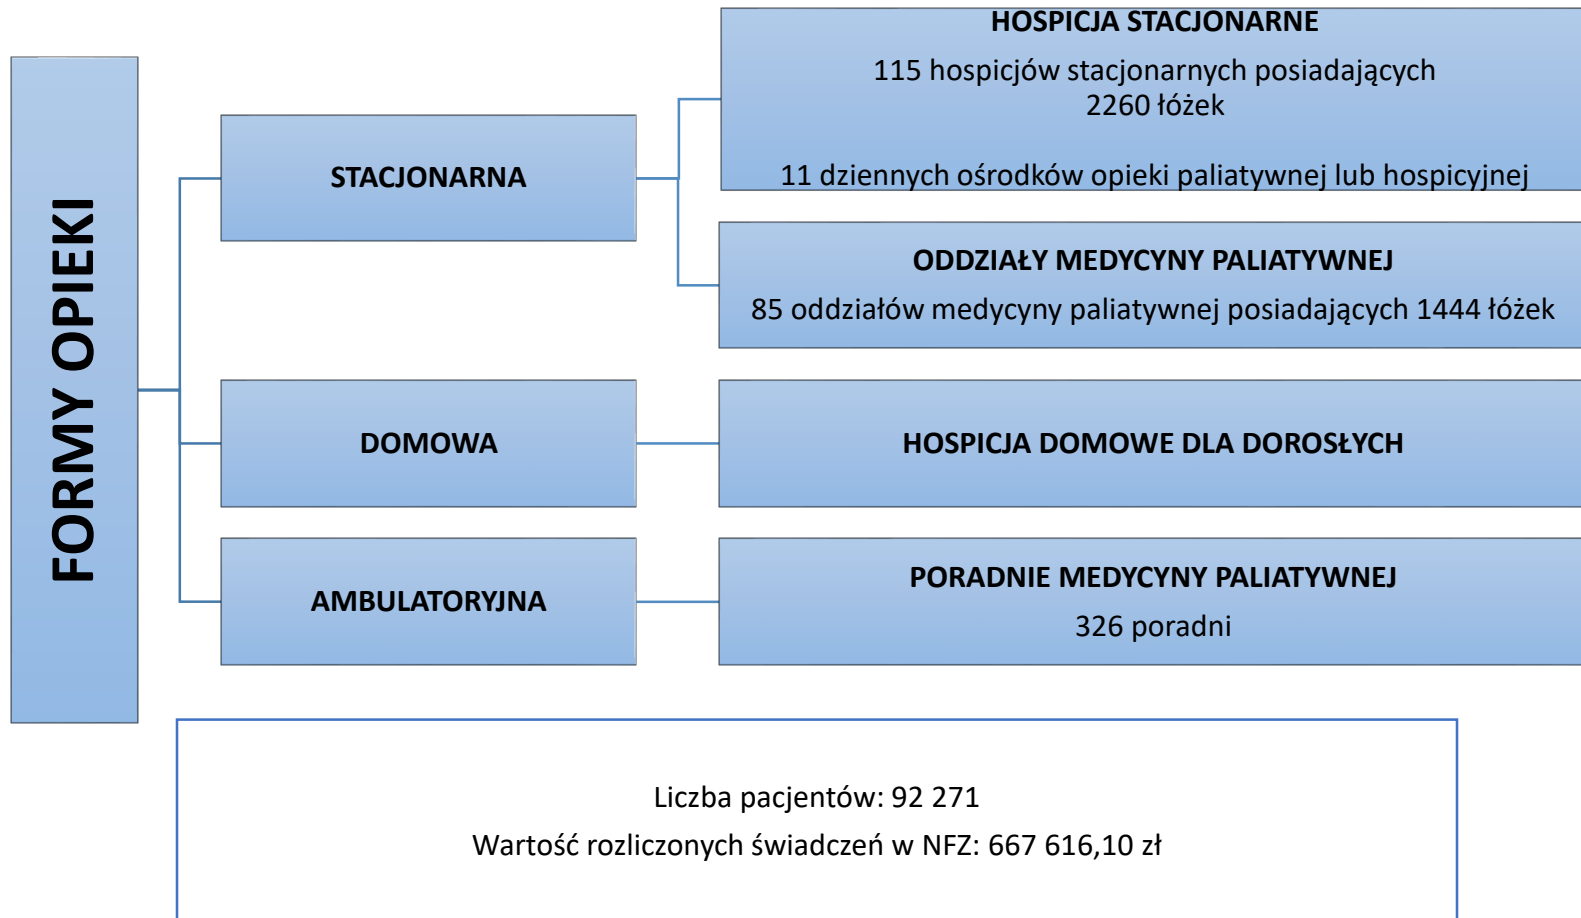 FORMY OPIEKI
STACJONARNA
HOSPICJA STACJONARNE
115 hospicjów stacjonarnych posiadających
2260 łóżek
11 dziennych ośrodków opieki paliatywnej lub hospicyjnej
ODDZIAŁY MEDYCYNY PALIATYWNEJ
85 oddziałów medycyny paliatywnej posiadających 1444 łóżek
DOMOWA
HOSPICJA DOMOWE DLA DOROSŁYCH
AMBULATORYJNA
PORADNIE MEDYCYNY PALIATYWNEJ
326 poradni
Liczba pacjentów: 92 271
Wartość rozliczonych świadczeń w NFZ: 667 616,10 zł